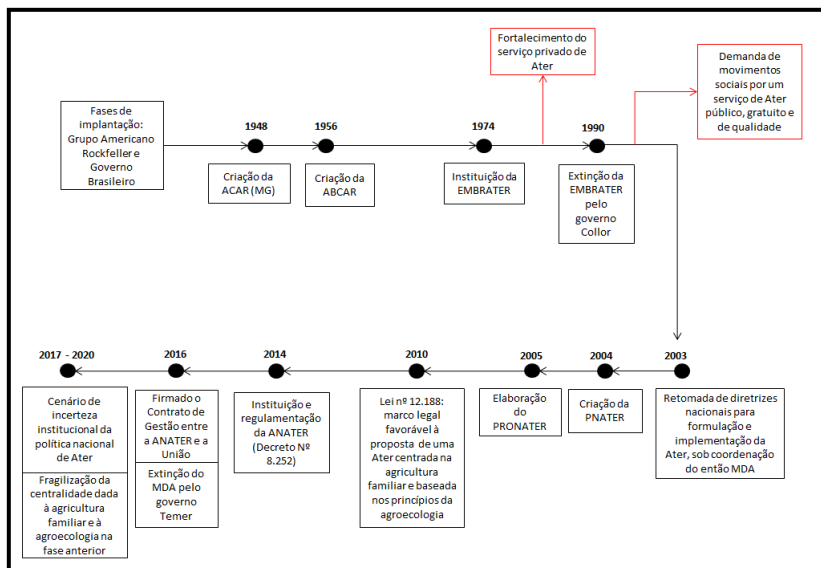 Fortalecimento do
serviço privado de
Ater
Demanda de
movimentos
sociais por um
serviço de Ater
público, gratuito e
de qualidade
Fases de
implantação:
Grupo Americano
Rockfeller e
Governo
Brasileiro
1948
1956
1974
1990
Criação da
ACAR (MG)
Criação da
ABCAR
Instituição da
EMBRATER
Extinção da
EMBRATER
pelo
governo
Collor
2017 - 2020
2016
2014
2010
2005
2004
2003
Cenário de
incerteza
institucional da
política nacional
de Ater
Fragilização da
centralidade dada
à agricultura
familiar e à
agroecologia na
fase anterior
Firmado o
Contrato de
Gestão entre
a ANATER e a
União
Extinção do
MDA pelo
governo
Temer
Instituição e
regulamentação
da ANATER
(Decreto Nº
8.252)
Lei nº 12.188:
marco legal
favorável à
proposta de uma
Ater centrada na
agricultura
familiar e baseada
nos princípios da
agroecologia
Elaboração
do
PRONATER
Criação da
PNATER
Retomada de diretrizes
nacionais para
formulação e
implementação da
Ater, sob coordenação
do então MDA